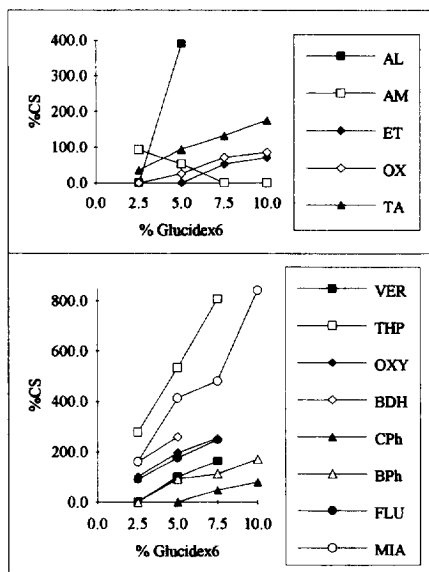 400.0
300.0
200.0
100.0
0.0
%CS
0.0 2.5 5.0 7.5 10.0
% Glucidex6
AL
AM
ET
OX
TA
800.0
600.0
400.0
200.0
0.0
%CS
0.0 2.5 5.0 7.5 10.0
% Glucidex6
VER
THP
OXY
BDH
CPh
BPh
FLU
MIA